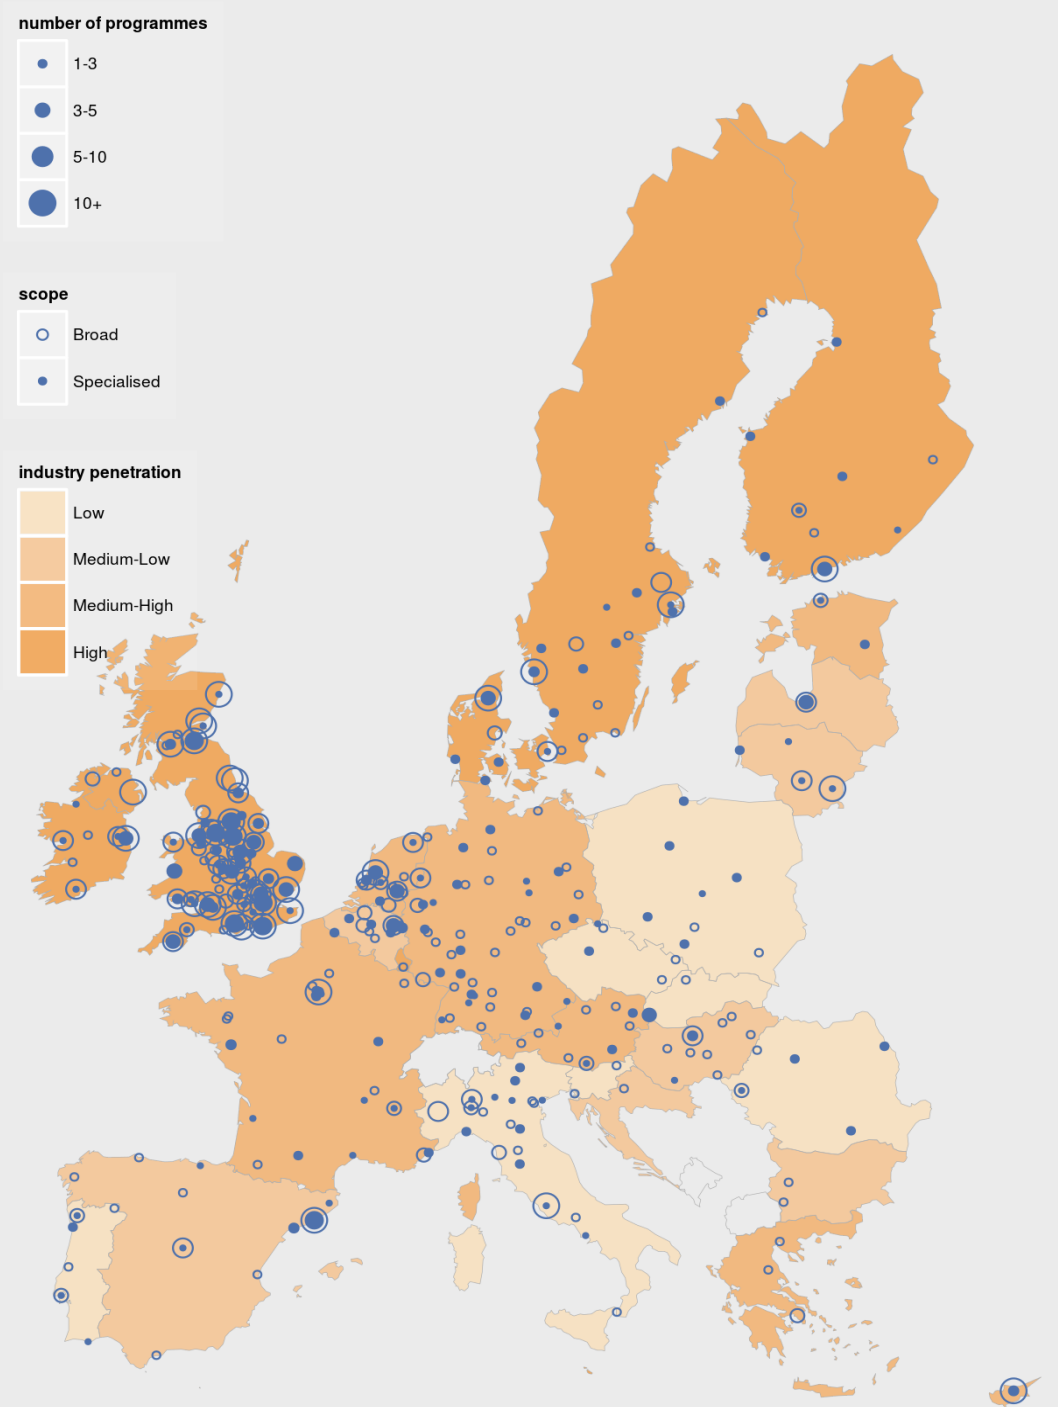 number of programmes
1-3
3-5
5-10
10+
scope
Broad
Specialised
industry penetration
Low
Medium-Low
Medium-High
High